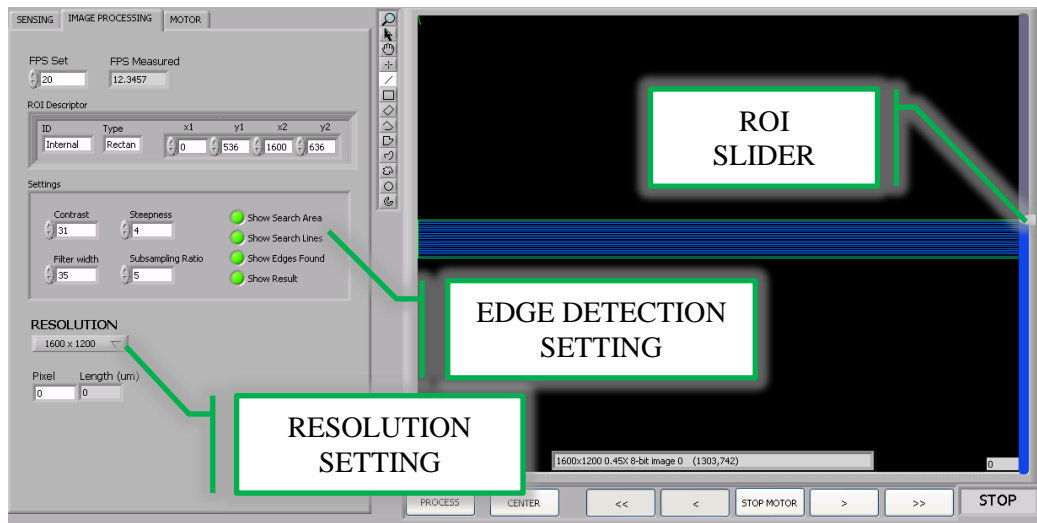 SENSING IMAGE PROCESSING MOTOR
FPS Set FPS Measured
20 12.3457
ROI Descriptor
ID Type x1 y1 x2 y2
Internal Rectan 0 536 1600 636
Settings
Contrast Steepness
31 4
Filter width Subsampling Ratio
35 5
Show Search Area
Show Search Lines
Show Edges Found
Show Result
RESOLUTION
1600 x 1200
Pixel Length (um)
0 0
ROI
SLIDER
EDGE DETECTION
SETTING
RESOLUTION
SETTING
1600x1200 0.45X 8-bit image 0 (1303,742)
0
PROCESS CENTER << < STOP MOTOR > >> STOP